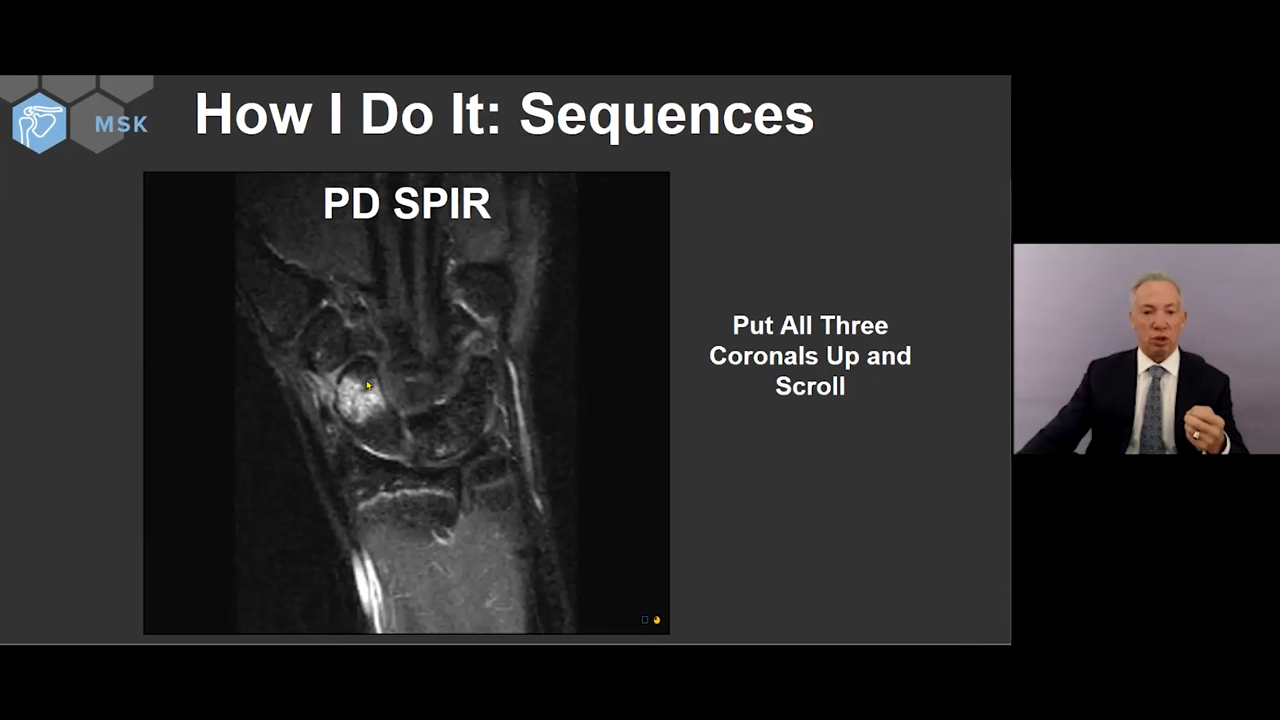 MSK
How I Do It: Sequences
PD SPIR
Put All Three
Coronals Up and
Scroll